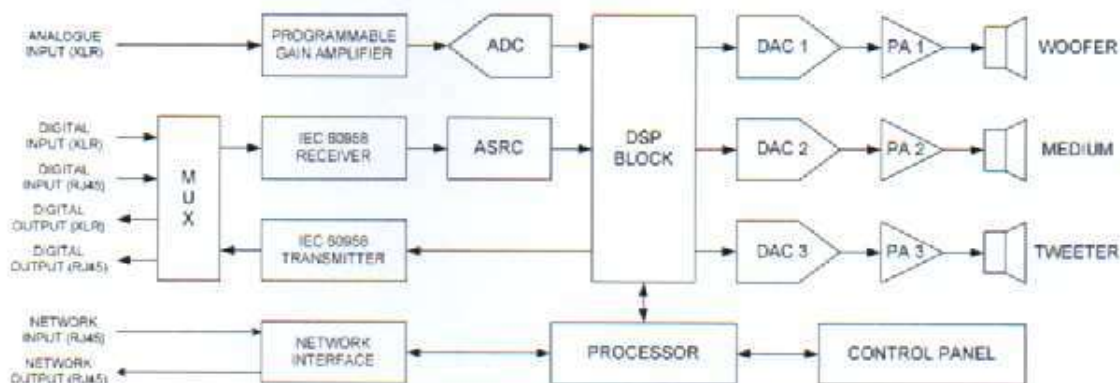 ANALOGUE
INPUT (XLR)
PROGRAMMABLE
GAIN AMPLIFIER
ADC
DAC 1
PA 1
WOOFER
DIGITAL
INPUT (XLR)
DIGITAL
INPUT (RJ45)
DIGITAL
OUTPUT (XLR)
DIGITAL
OUTPUT (RJ45)
M
U
X
IEC 60958
RECEIVER
ASRC
DSP
BLOCK
DAC 2
PA 2
MEDIUM
IEC 60958
TRANSMITTER
DAC 3
PA 3
TWEETER
NETWORK
INPUT (RJ45)
NETWORK
OUTPUT (RJ45)
NETWORK
INTERFACE
PROCESSOR
CONTROL PANEL